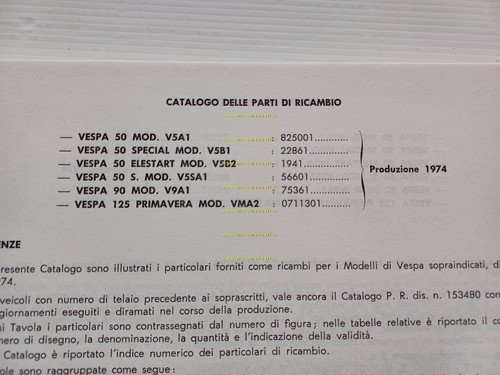 CATALOGO DELLE PARTI DI RICAMBIO
— VESPA 50 MOD. V5A1 : 825001............
— VESPA 50 SPECIAL MOD. V5B1 : 22861............
— VESPA 50 ELESTART MOD. V5B2 : 1941............
— VESPA 50 S. MOD. V5SA1 : 56601............
— VESPA 90 MOD. V9A1 : 75361............
— VESPA 125 PRIMAVERA MOD. VMA2 : 0711301............
Produzione 1974
ENZE
resente Catalogo sono illustrati i particolari forniti come ricambi per i Modelli di Vespa sopraindicati, di
74.
veicoli con numero di telaio precedente ai soprascritti, vale ancora il Catalogo P. R. dis. n. 153480 con
giornamenti eseguiti e diramati nel corso della produzione.
ni Tavola i particolari sono contrassegnati dal numero di figura; nelle tabelle relative è riportato il co
mero di disegno, la denominazione, la quantità e l'indicazione della validità.
Catalogo è riportato l'indice numerico dei particolari di ricambio.
ole sono raggruppate come segue :